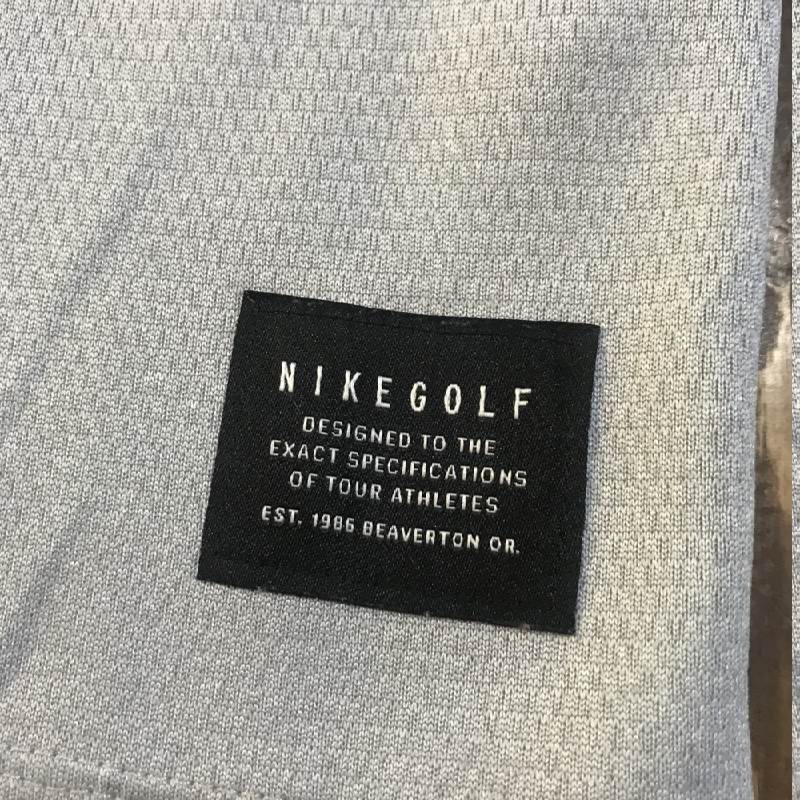 NIKEGOLF
DESIGNED TO THE
EXACT SPECIFICATIONS
OF TOUR ATHLETES
EST. 1986 BEAVERTON OR.